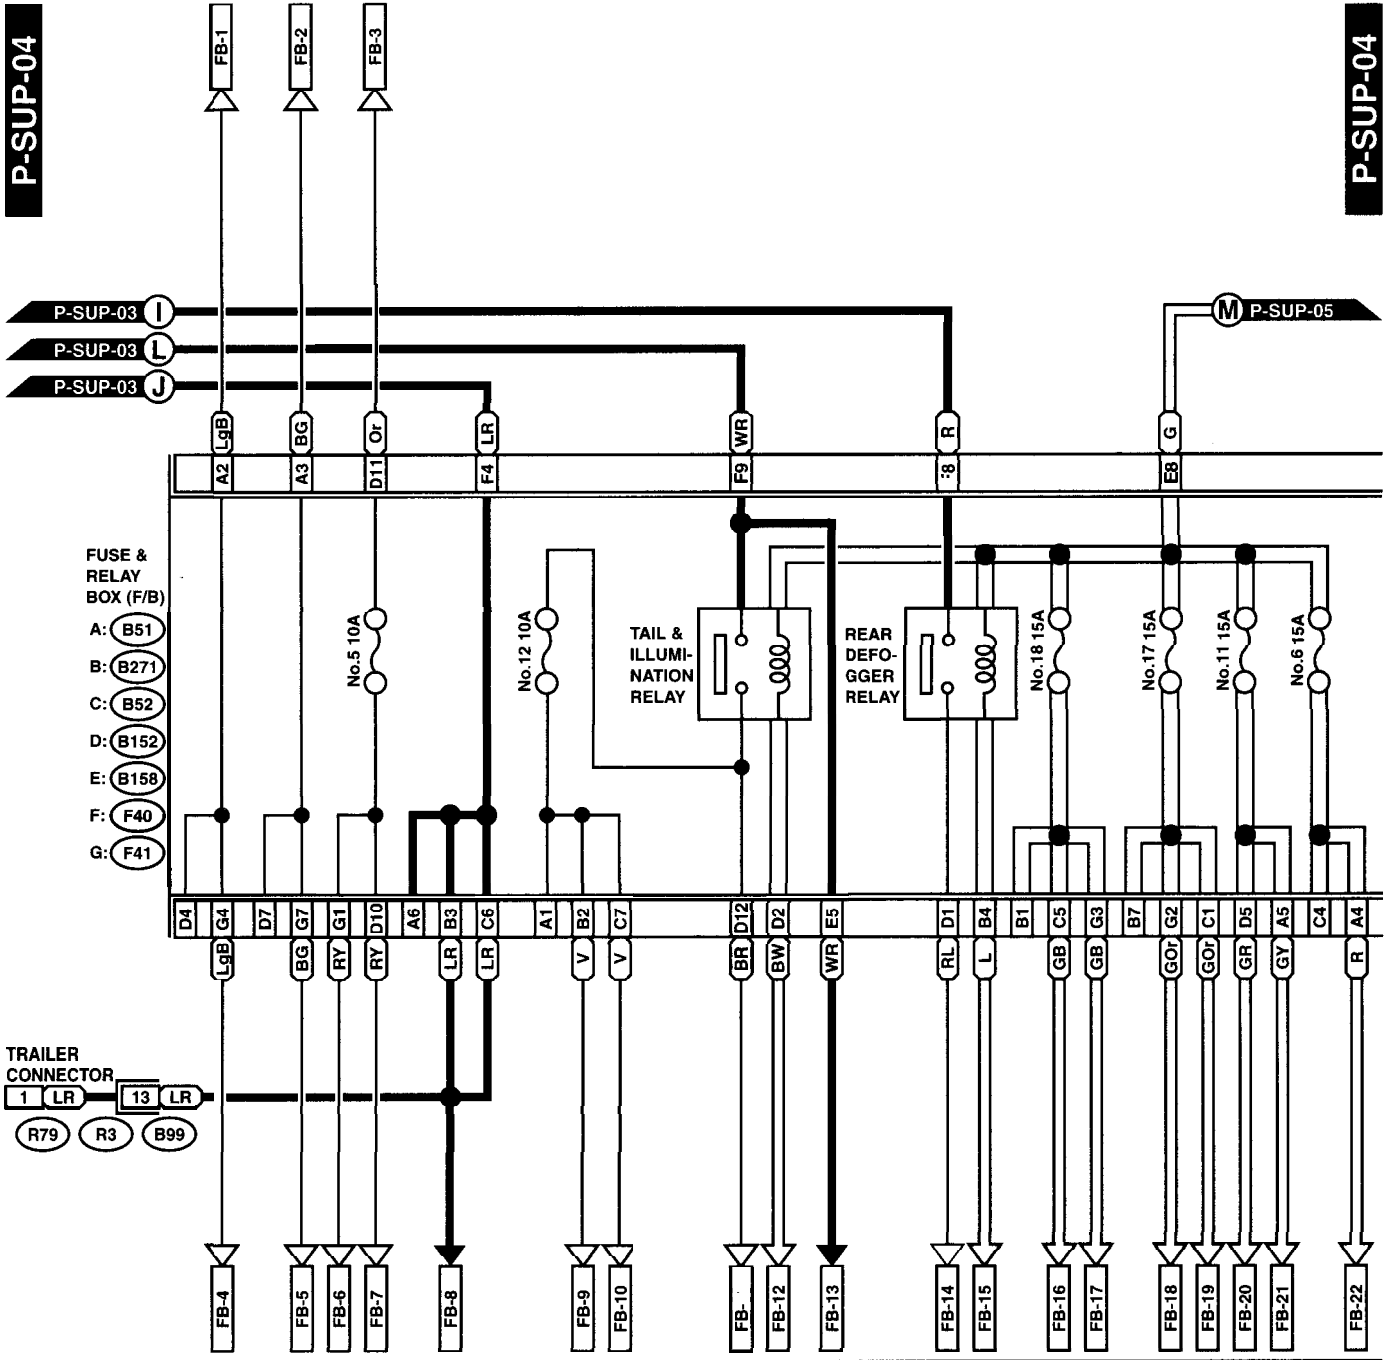 P-SUP-04
P-SUP-04
FB-1
FB-2
FB-3
P-SUP-03 I
M P-SUP-05
P-SUP-03 L
P-SUP-03 J
LgB
BG
Or
LR
WR
R
G
A2
A3
D11
F4
F9
:8
E8
FUSE &
RELAY
BOX (F/B)
A: B51
B: B271
C: B52
D: B152
E: B158
F: F40
G: F41
No.5 10A
No.12 10A
TAIL &
ILLUMI-
NATION
RELAY
REAR
DEFO-
GGER
RELAY
No.18 15A
No.17 15A
No.11 15A
No.6 15A
D4
G4
D7
G7
G1
D10
A6
B3
C6
A1
B2
C7
D12
D2
E5
D1
B4
B1
C5
G3
B7
G2
C1
D5
A5
C4
A4
LgB
BG
RY
RY
LR
LR
V
V
BR
BW
WR
RL
L
GB
GB
GOr
GOr
GR
GY
R
TRAILER
CONNECTOR
1 LR 13 LR
R79 R3 B99
FB-4
FB-5
FB-6
FB-7
FB-8
FB-9
FB-10
FB-
FB-12
FB-13
FB-14
FB-15
FB-16
FB-17
FB-18
FB-19
FB-20
FB-21
FB-22